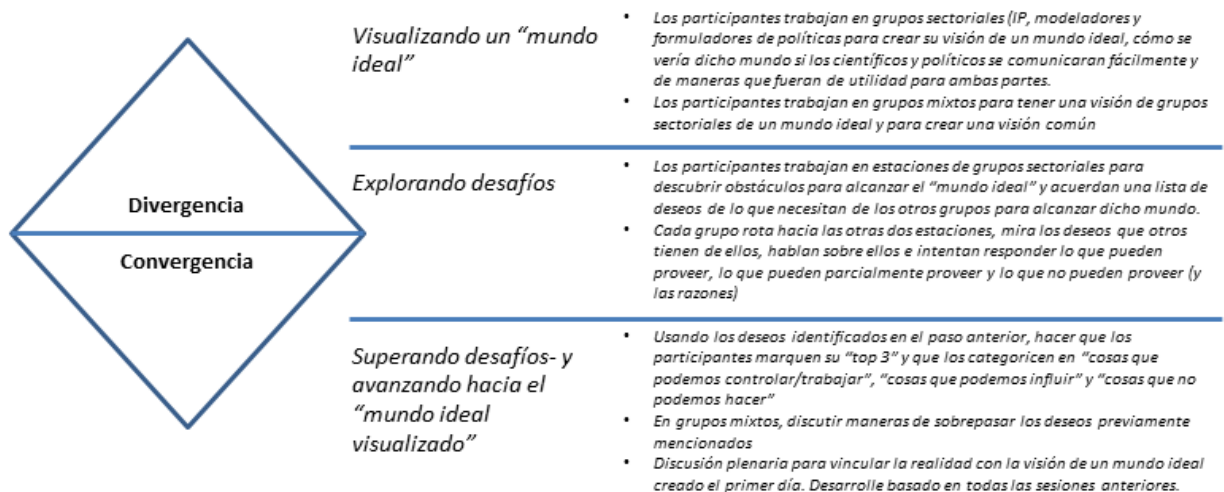 Divergencia
Convergencia
Visualizando un “mundo
ideal”
• Los participantes trabajan en grupos sectoriales (IP, modeladores y
formuladores de políticas para crear su visión de un mundo ideal, cómo se
vería dicho mundo si los científicos y políticos se comunicaran fácilmente y
de maneras que fueran de utilidad para ambas partes.
• Los participantes trabajan en grupos mixtos para tener una visión de grupos
sectoriales de un mundo ideal y para crear una visión común
Explorando desafíos
• Los participantes trabajan en estaciones de grupos sectoriales para
descubrir obstáculos para alcanzar el “mundo ideal” y acuerdan una lista de
deseos de lo que necesitan de los otros grupos para alcanzar dicho mundo.
• Cada grupo rota hacia las otras dos estaciones, mira los deseos que otros
tienen de ellos, hablan sobre ellos e intentan responder lo que pueden
proveer, lo que pueden parcialmente proveer y lo que no pueden proveer (y
las razones)
Superando desafíos- y
avanzando hacia el
“mundo ideal
visualizado”
• Usando los deseos identificados en el paso anterior, hacer que los
participantes marquen su “top 3” y que los categoricen en “cosas que
podemos controlar/trabajar”, “cosas que podemos influir” y “cosas que no
podemos hacer”
• En grupos mixtos, discutir maneras de sobrepasar los deseos previamente
mencionados
• Discusión plenaria para vincular la realidad con la visión de un mundo ideal
creado el primer día. Desarrolle basado en todas las sesiones anteriores.